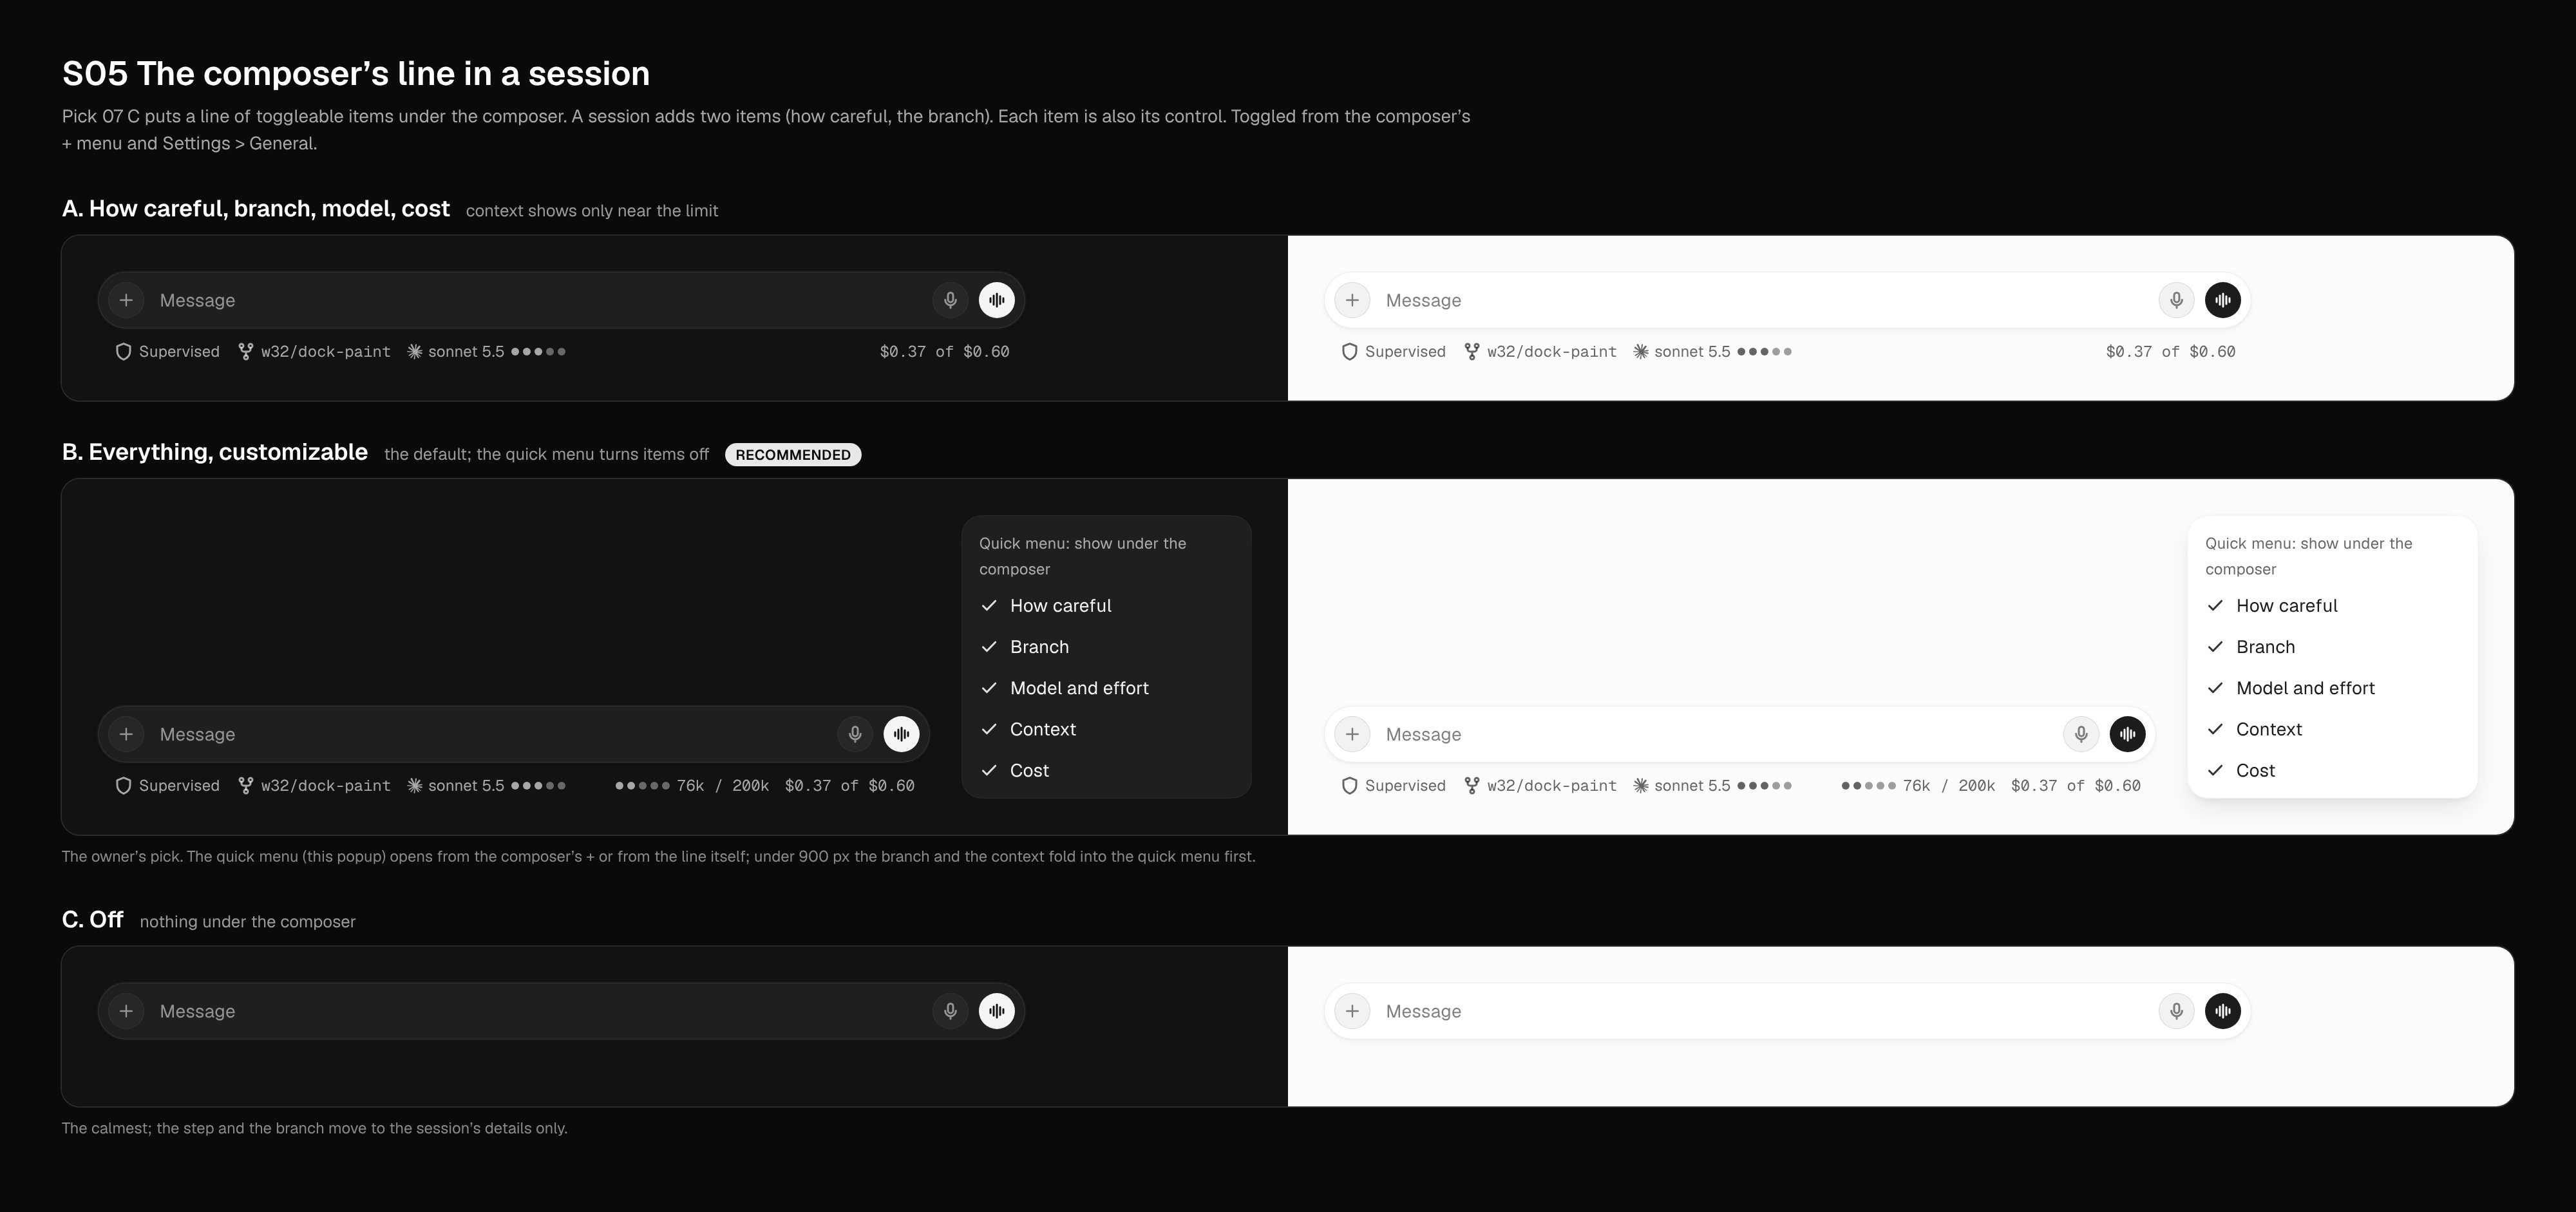 S05 The composer’s line in a session
Pick 07 C puts a line of toggleable items under the composer. A session adds two items (how careful, the branch). Each item is also its control. Toggled from the composer’s
+ menu and Settings > General.
A. How careful, branch, model, cost context shows only near the limit
Message
Supervised w32/dock-paint sonnet 5.5 $0.37 of $0.60
Message
Supervised w32/dock-paint sonnet 5.5 $0.37 of $0.60
B. Everything, customizable the default; the quick menu turns items off RECOMMENDED
Quick menu: show under the
composer
How careful
Branch
Model and effort
Context
Cost
Message
Supervised w32/dock-paint sonnet 5.5 76k / 200k $0.37 of $0.60
Quick menu: show under the
composer
How careful
Branch
Model and effort
Context
Cost
Message
Supervised w32/dock-paint sonnet 5.5 76k / 200k $0.37 of $0.60
The owner’s pick. The quick menu (this popup) opens from the composer’s + or from the line itself; under 900 px the branch and the context fold into the quick menu first.
C. Off nothing under the composer
Message
Message
The calmest; the step and the branch move to the session’s details only.